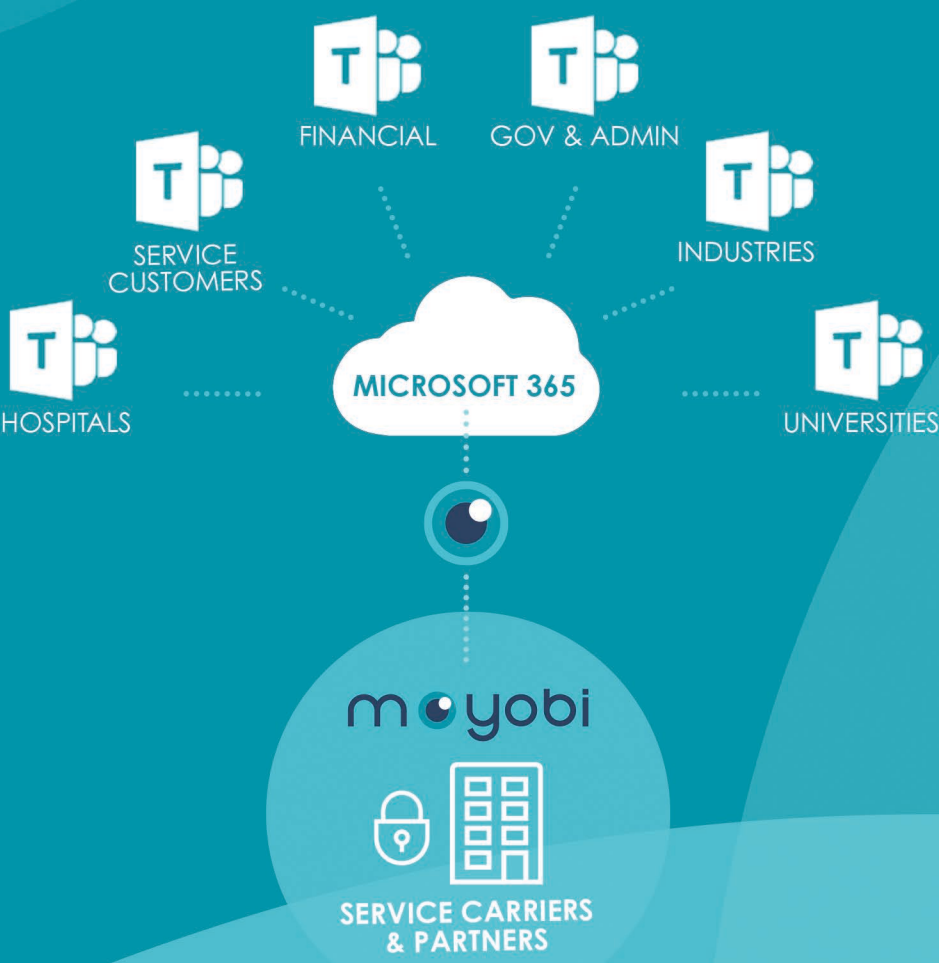 T
T
FINANCIAL
GOV & ADMIN
T
T
SERVICE
CUSTOMERS
INDUSTRIES
T
T
MICROSOFT 365
HOSPITALS
UNIVERSITIES
moyobi
SERVICE CARRIERS
& PARTNERS